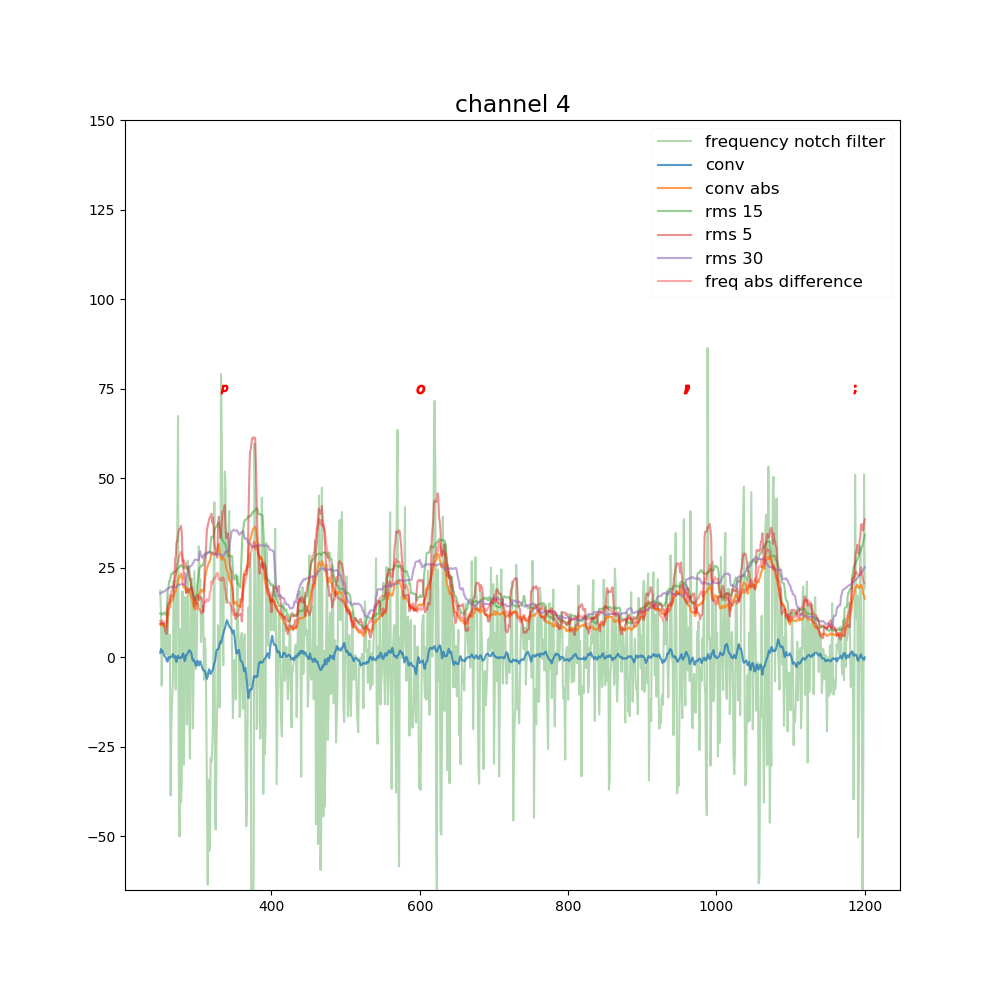 channel 4
150
125
100
75
50
25
0
−25
−50
400 600 800 1000 1200
frequency notch filter
conv
conv abs
rms 15
rms 5
rms 30
freq abs difference
p o , ;